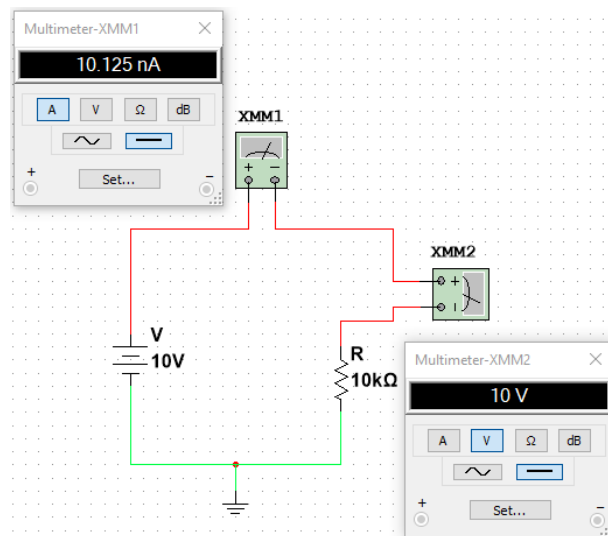 Multimeter-XMM1
10.125 nA
A V Ω dB
+ −
Set...
XMM1
+ −
XMM2
+
−
V
10V
R
10kΩ
Multimeter-XMM2
10 V
A V Ω dB
+ −
Set...